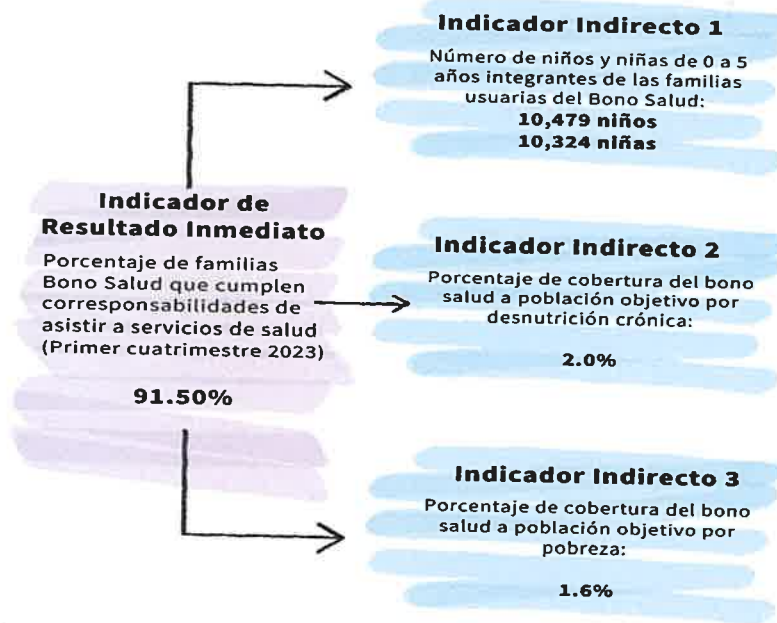 Indicador de
Resultado Inmediato
Porcentaje de familias
Bono Salud que cumplen
corresponsabilidades de
asistir a servicios de salud
(Primer cuatrimestre 2023)
91.50%
Indicador Indirecto 1
Número de niños y niñas de 0 a 5
años integrantes de las familias
usuarias del Bono Salud:
10,479 niños
10,324 niñas
Indicador Indirecto 2
Porcentaje de cobertura del bono
salud a población objetivo por
desnutrición crónica:
2.0%
Indicador Indirecto 3
Porcentaje de cobertura del bono
salud a población objetivo por
pobreza:
1.6%